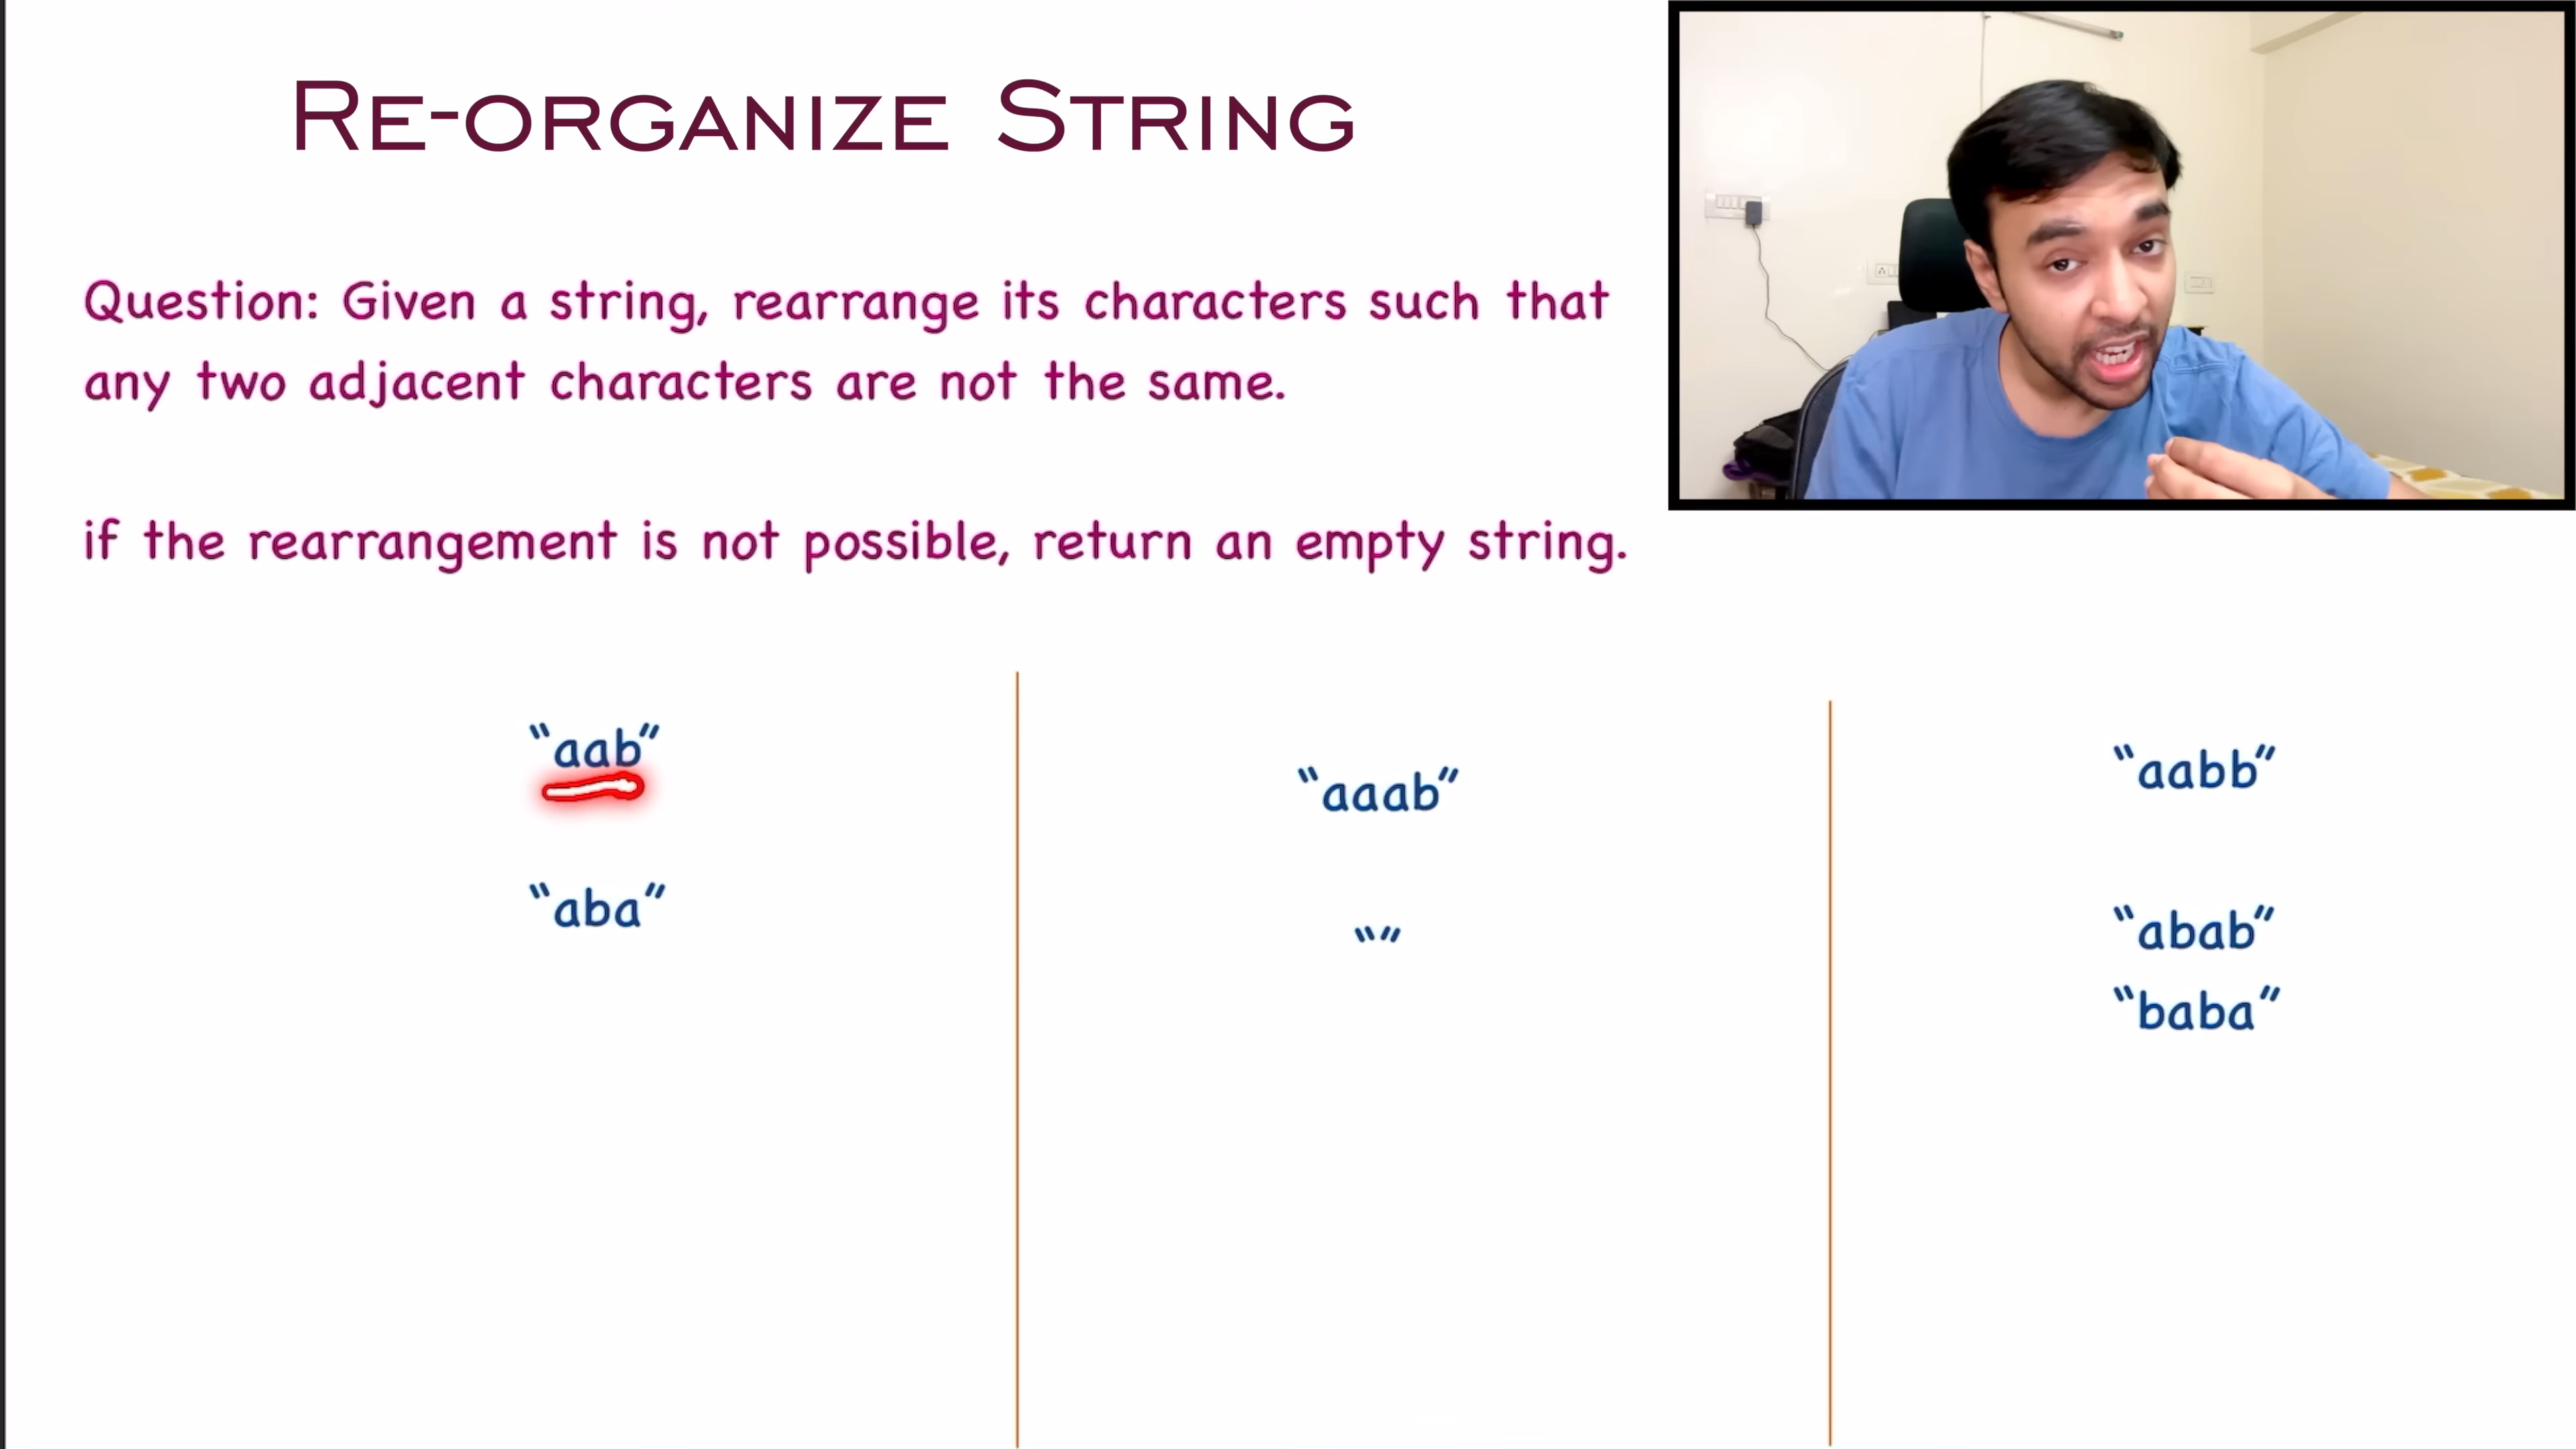 RE-ORGANIZE STRING
Question: Given a string, rearrange its characters such that
any two adjacent characters are not the same.
if the rearrangement is not possible, return an empty string.
“aab”
“aba”
“aaab”
“”
“aabb”
“abab”
“baba”